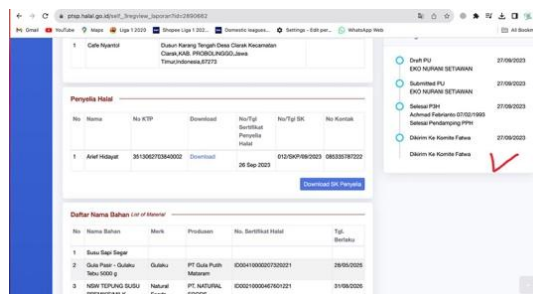 ptsp.halal.go.id/self_3regview_laporan?id=2890662
Gmail
YouTube
Maps
Liga 1 2020
Shopee Liga 1 202...
Domestic leagues...
Settings - Edit per...
WhatsApp Web
All Bookm
1 Cafe Nyantol Dusun Karang Tengah Desa Clarak Kecamatan
Clarak,KAB. PROBOLINGGO,Jawa
Timur,Indonesia,67273
Penyelia Halal
No Nama No KTP Download No/Tgl No/Tgl SK No Kontak
Sertifikat
Penyelia
Halal
1 Arief Hidayat 3513062703840002 Download 012/SKP/09/2023 085335787222
26 Sep 2023
Download SK Penyelia
Daftar Nama Bahan List of Material
No Nama Bahan Merk Produsen No. Sertifikat Halal Tgl.
Berlaku
1 Susu Sapi Segar
2 Gula Pasir - Gulaku Gulaku PT Gula Putih ID00410000207320221 28/05/2026
Tebu 5000 g Mataram
3 NSW TEPUNG SUSU Natural PT. NATURAL ID00210000467601221 31/08/2026
Draft PU 27/09/2023
EKO NURANI SETIAWAN
Submitted PU 27/09/2023
EKO NURANI SETIAWAN
Selesai P3H 27/09/2023
Achmad Febrianto 07/02/1993
Selesai Pendamping PPH
Dikirim Ke Komite Fatwa 27/09/2023
Dikirim Ke Komite Fatwa